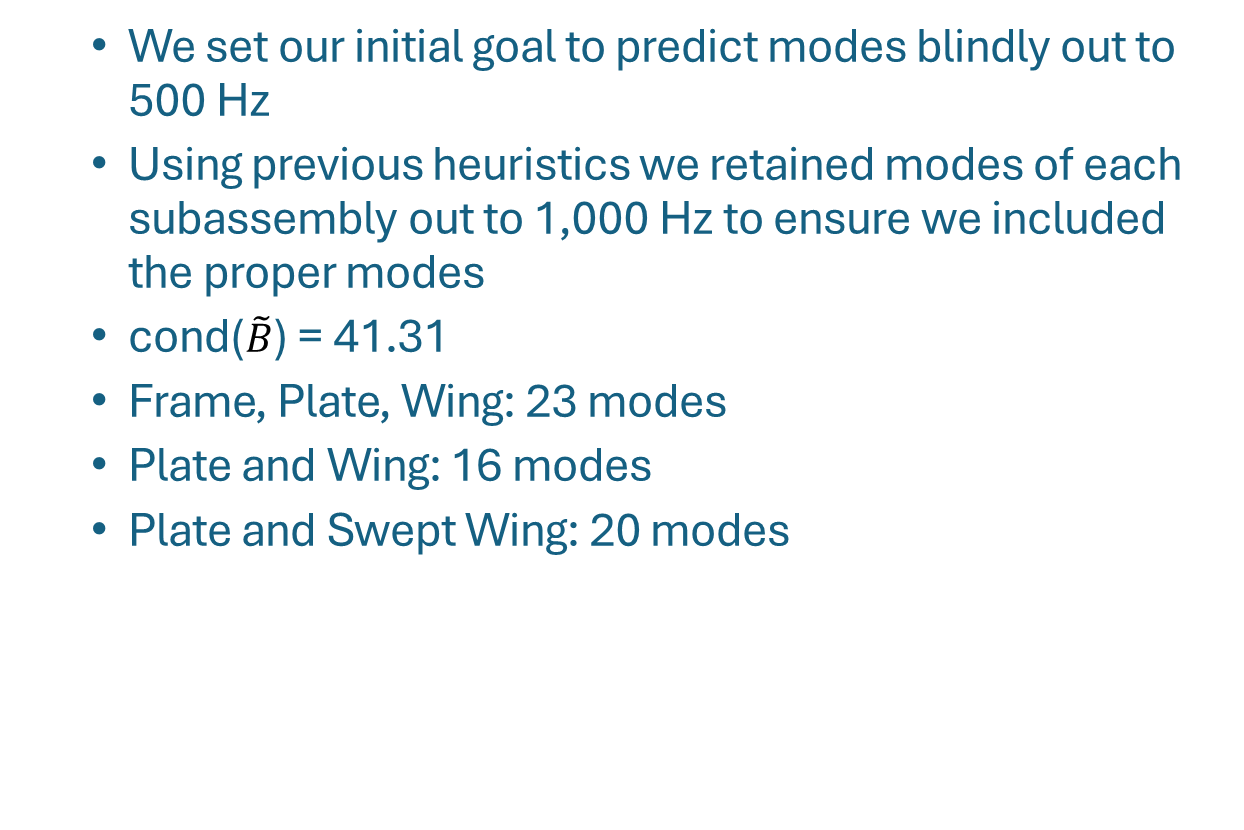 • We set our initial goal to predict modes blindly out to
500 Hz
• Using previous heuristics we retained modes of each
subassembly out to 1,000 Hz to ensure we included
the proper modes
• cond(B̃) = 41.31
• Frame, Plate, Wing: 23 modes
• Plate and Wing: 16 modes
• Plate and Swept Wing: 20 modes